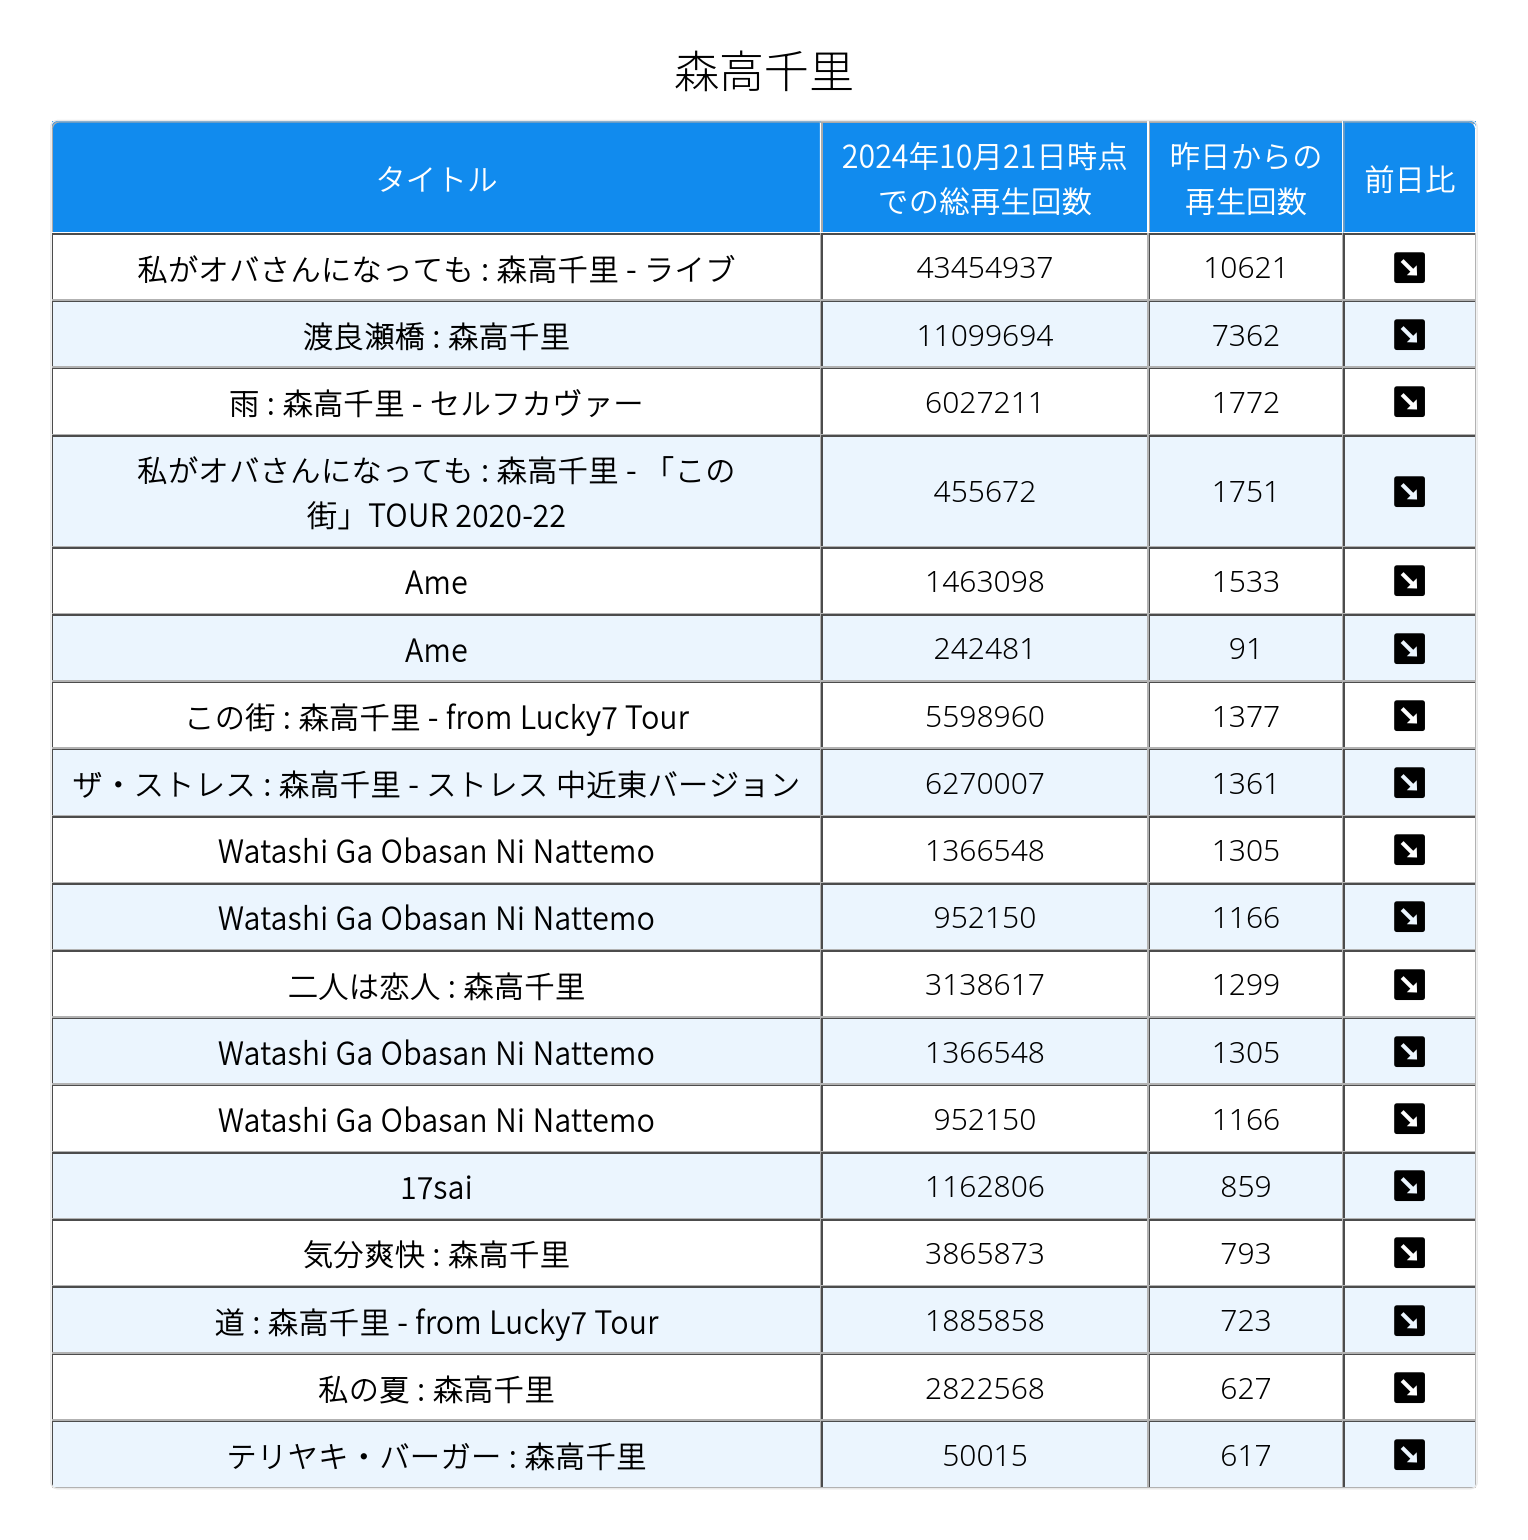 森高千里
タイトル
2024年10月21日時点
での総再生回数
昨日からの
再生回数
前日比
私がオバさんになっても : 森高千里 - ライブ 43454937 10621
渡良瀬橋 : 森高千里 11099694 7362
雨 : 森高千里 - セルフカヴァー 6027211 1772
私がオバさんになっても : 森高千里 - 「この
街」TOUR 2020-22 455672 1751
Ame 1463098 1533
Ame 242481 91
この街 : 森高千里 - from Lucky7 Tour 5598960 1377
ザ・ストレス : 森高千里 - ストレス 中近東バージョン 6270007 1361
Watashi Ga Obasan Ni Nattemo 1366548 1305
Watashi Ga Obasan Ni Nattemo 952150 1166
二人は恋人 : 森高千里 3138617 1299
Watashi Ga Obasan Ni Nattemo 1366548 1305
Watashi Ga Obasan Ni Nattemo 952150 1166
17sai 1162806 859
気分爽快 : 森高千里 3865873 793
道 : 森高千里 - from Lucky7 Tour 1885858 723
私の夏 : 森高千里 2822568 627
テリヤキ・バーガー : 森高千里 50015 617